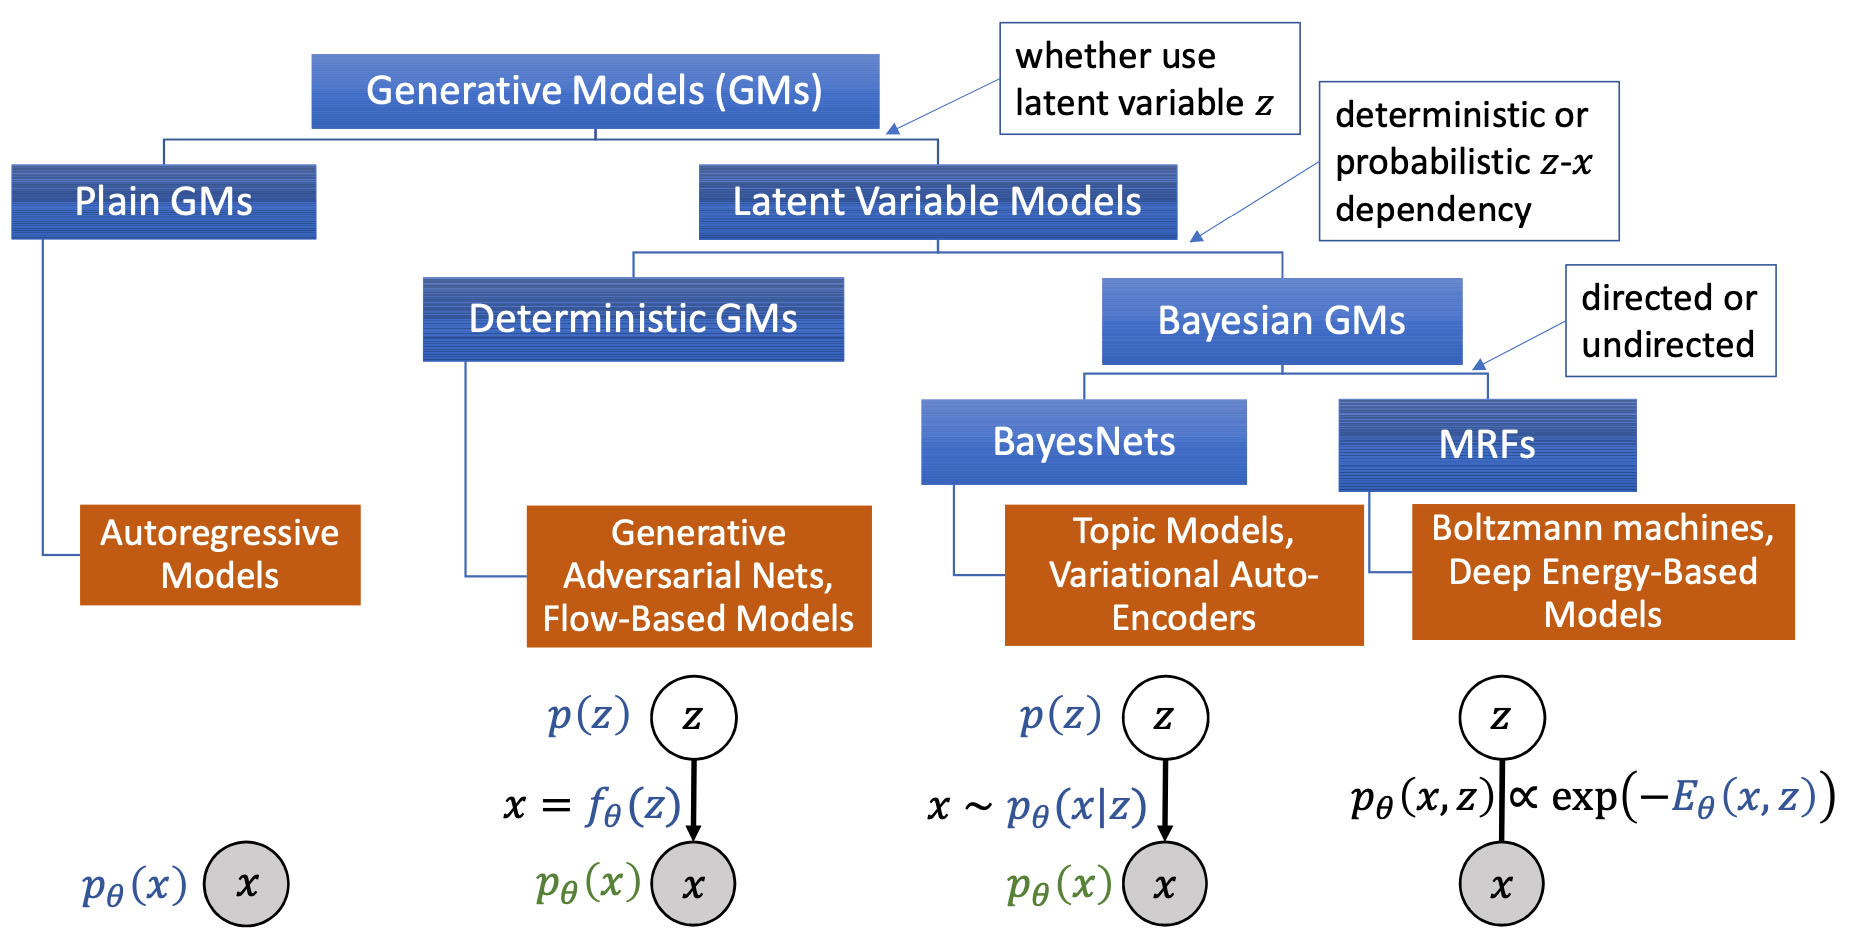 Generative Models (GMs)
whether use
latent variable z
deterministic or
probabilistic z-x
dependency
Plain GMs
Latent Variable Models
directed or
undirected
Deterministic GMs
Bayesian GMs
BayesNets
MRFs
Autoregressive
Models
Generative
Adversarial Nets,
Flow-Based Models
Topic Models,
Variational Auto-
Encoders
Boltzmann machines,
Deep Energy-Based
Models
p(z)
z
x = fθ(z)
pθ(x)
x
p(z)
z
x ~ pθ(x|z)
pθ(x)
x
z
pθ(x, z) ∝ exp(−Eθ(x, z))
x
pθ(x)
x